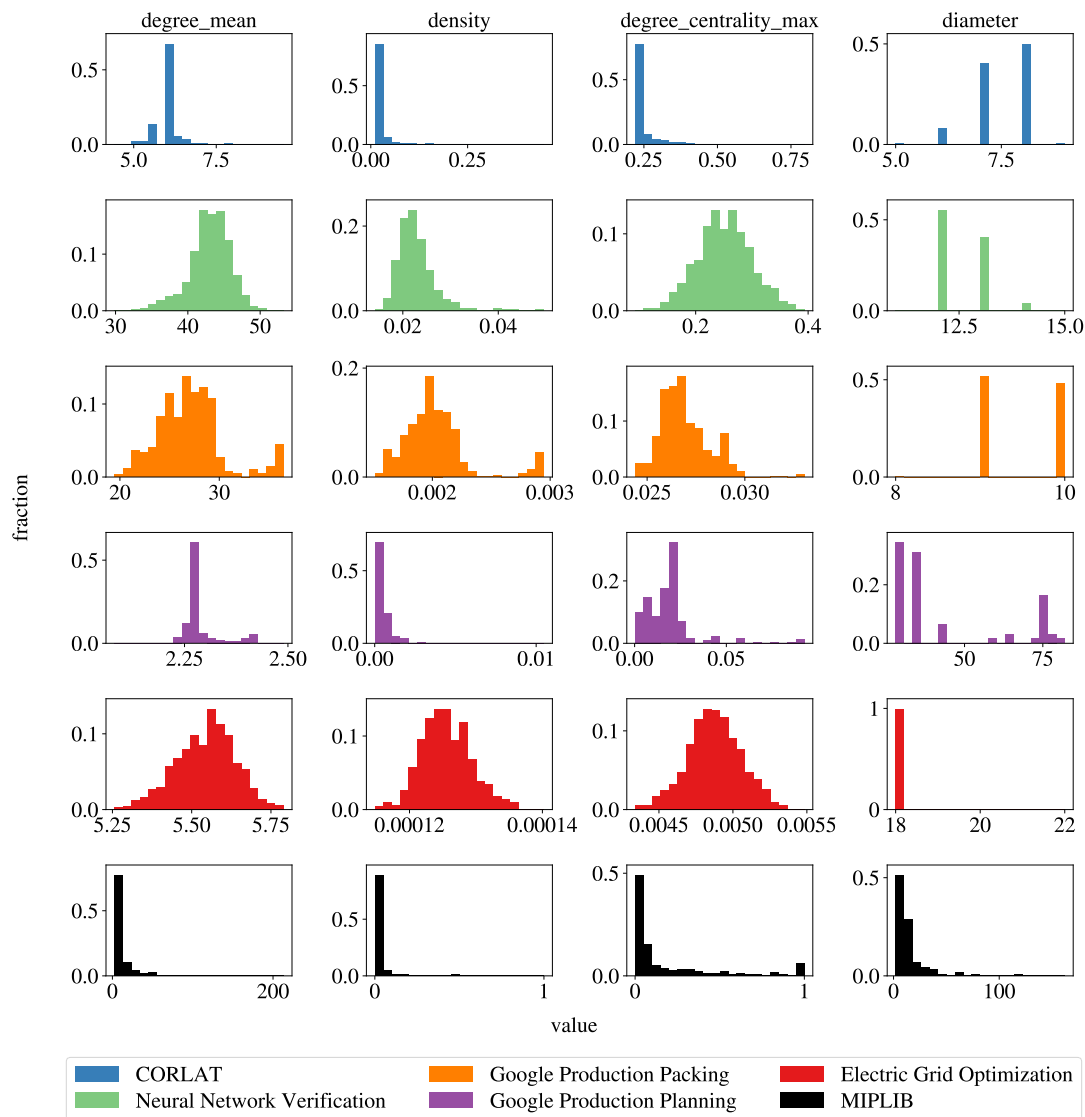 degree_mean density degree_centrality_max diameter
0.5 0.5 0.5 0.5
0.0 0.0 0.0 0.0
5.0 7.5 0.00 0.25 0.25 0.50 0.75 5.0 7.5
0.1 0.2 0.1 0.5
0.0 0.0 0.0 0.0
30 40 50 0.02 0.04 0.2 0.4 12.5 15.0
0.1 0.2 0.1 0.5
0.0 0.0 0.0 0.0
20 30 0.002 0.003 0.025 0.030 8 10
fraction
0.5 0.5 0.2 0.2
0.0 0.0 0.0 0.0
2.25 2.50 0.00 0.01 0.00 0.05 50 75
0.1 0.1 0.1 1
0.0 0.0 0.0 0
5.25 5.50 5.75 0.00012 0.00014 0.0045 0.0050 0.0055 18 20 22
0.5 0.5 0.5 0.5
0.0 0.0 0.0 0.0
0 200 0 1 0 1 0 100
value
CORLAT Google Production Packing Electric Grid Optimization
Neural Network Verification Google Production Planning MIPLIB